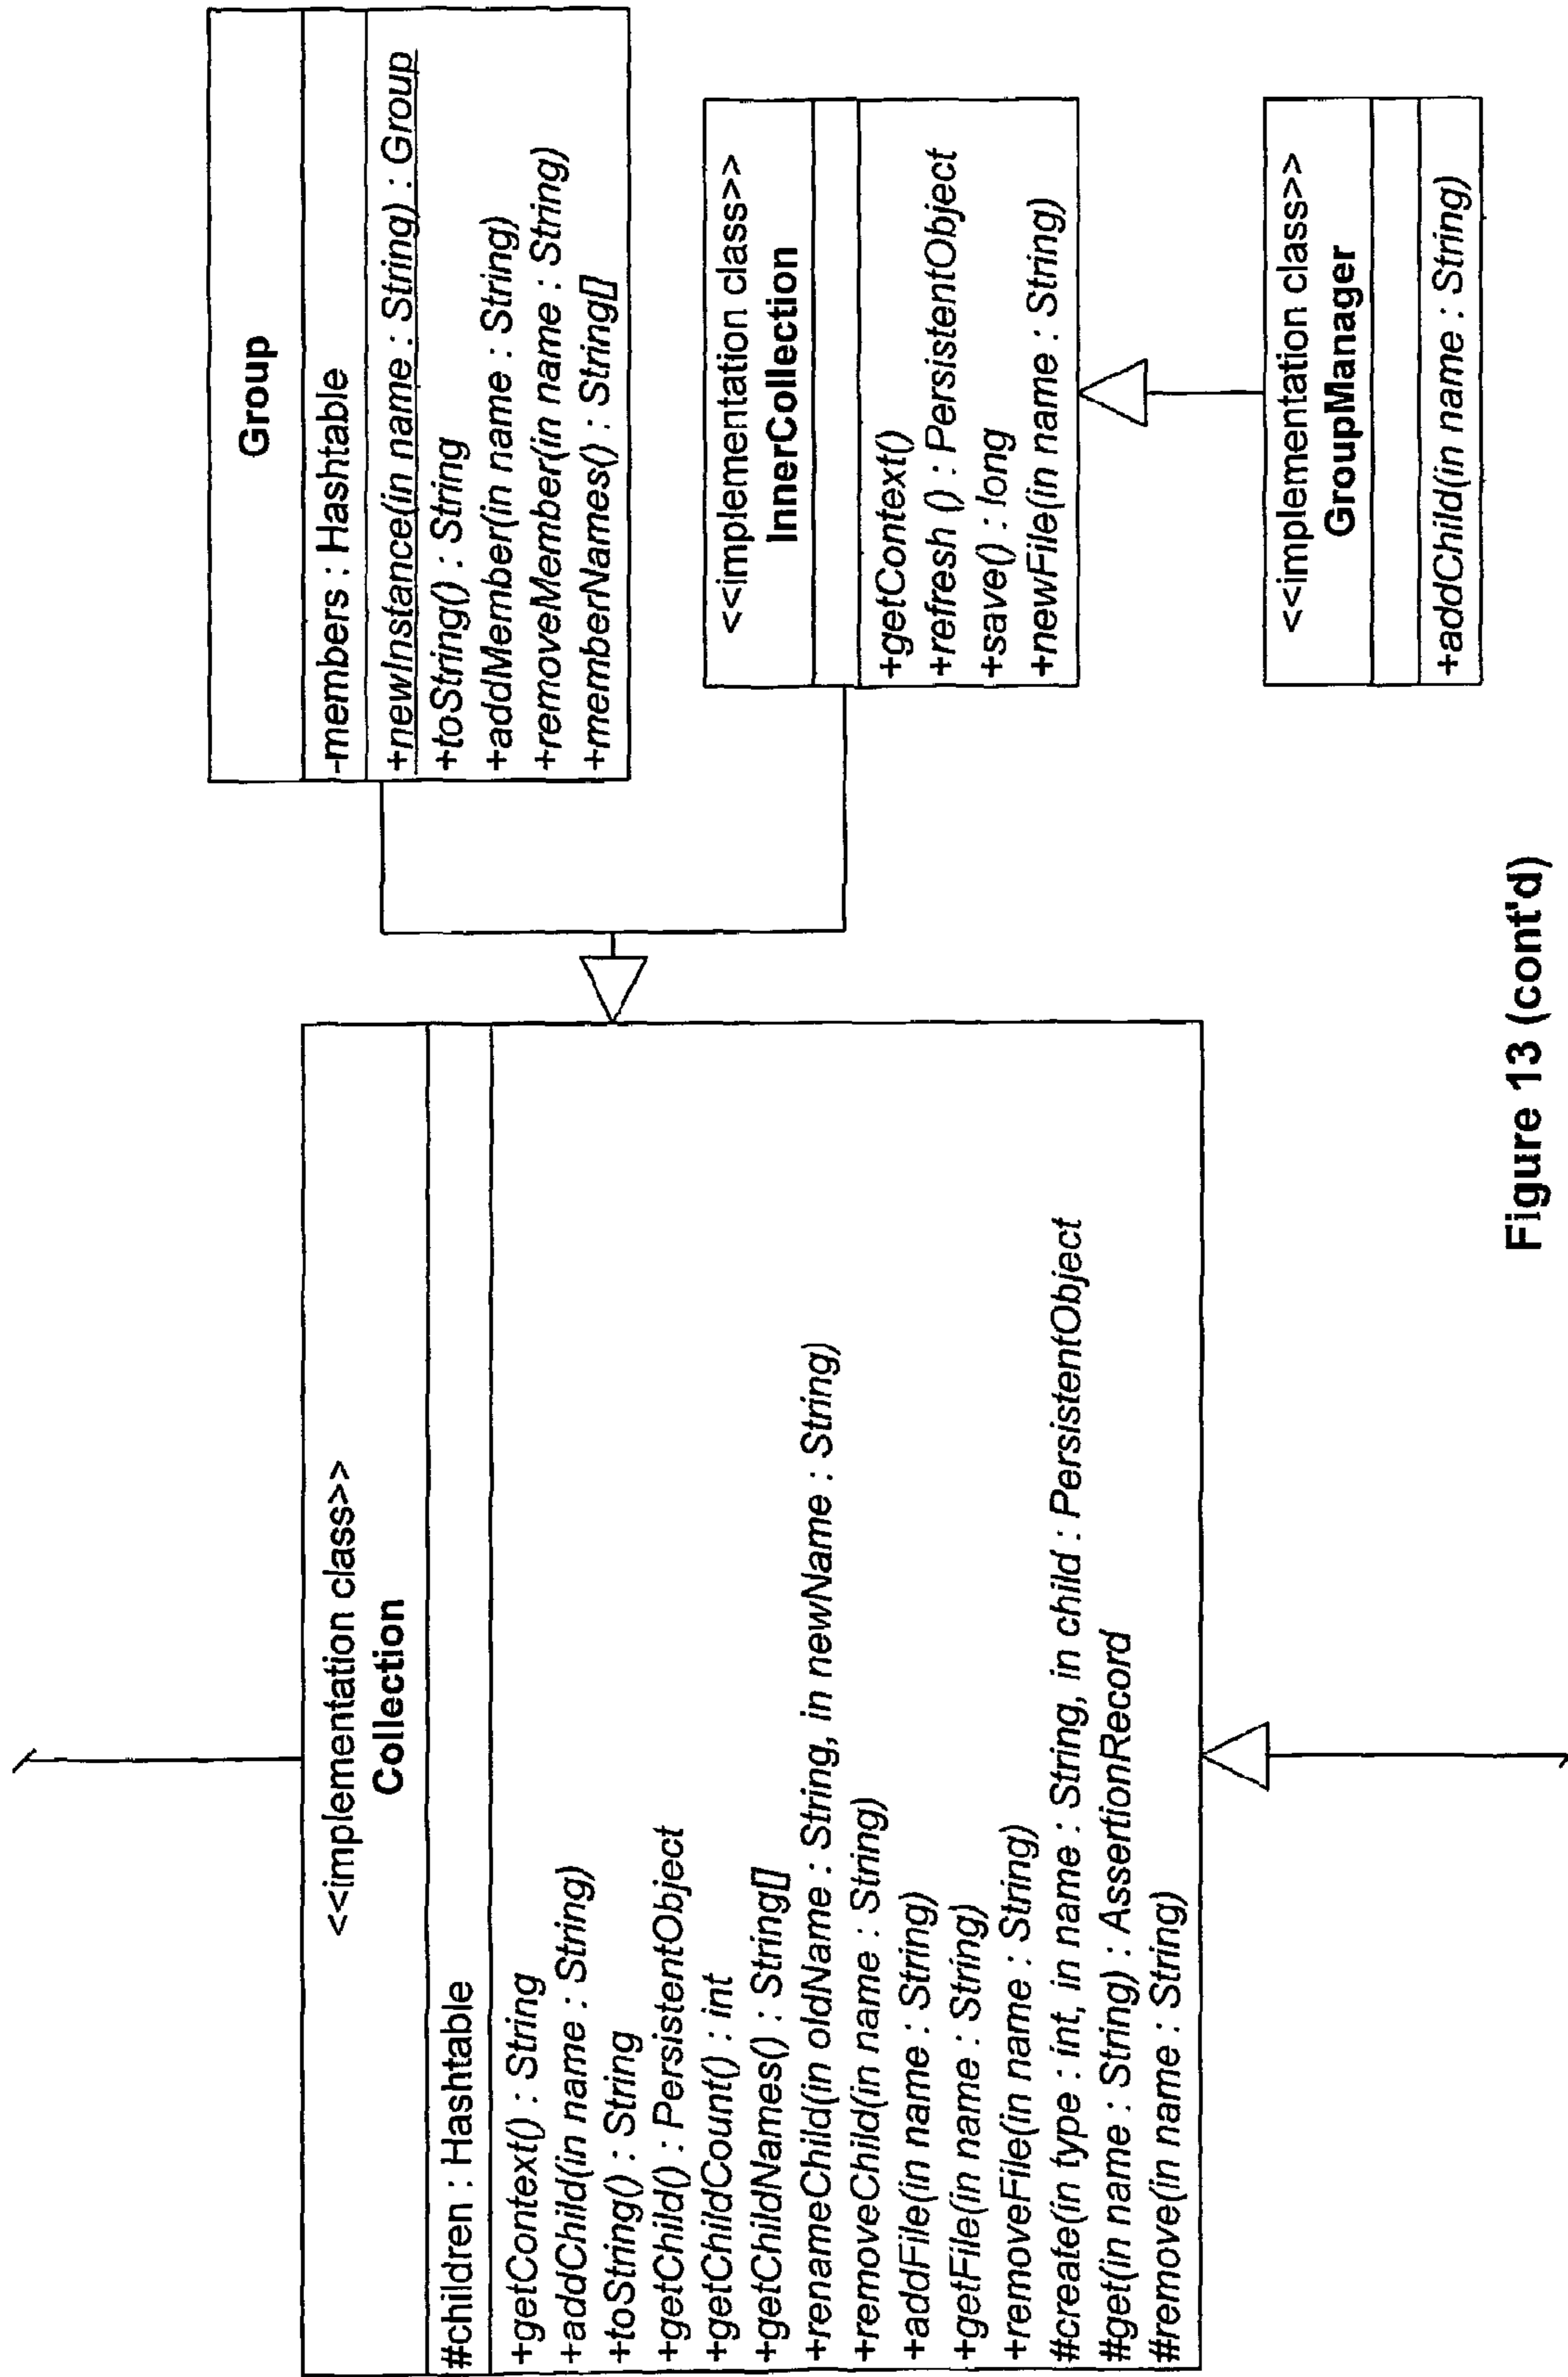 <<implementation class>>
Collection
#children : Hashtable
+getContext() : String
+addChild(in name : String)
+toString() : String
+getChild() : PersistentObject
+getChildCount() : int
+getChildNames() : String[]
+renameChild(in oldName : String, in newName : String)
+removeChild(in name : String)
+addFile(in name : String)
+getFile(in name : String)
+removeFile(in name : String)
#create(in type : int, in name : String, in child : PersistentObject
#get(in name : String) : AssertionRecord
#remove(in name : String)
Group
-members : Hashtable
+newInstance(in name : String) : Group
+toString() : String
+addMember(in name : String)
+removeMember(in name : String)
+memberNames() : String[]
<<implementation class>>
InnerCollection
+getContext()
+refresh () : PersistentObject
+save() : long
+newFile(in name : String)
<<implementation class>>
GroupManager
+addChild(in name : String)
Figure 13 (cont'd)